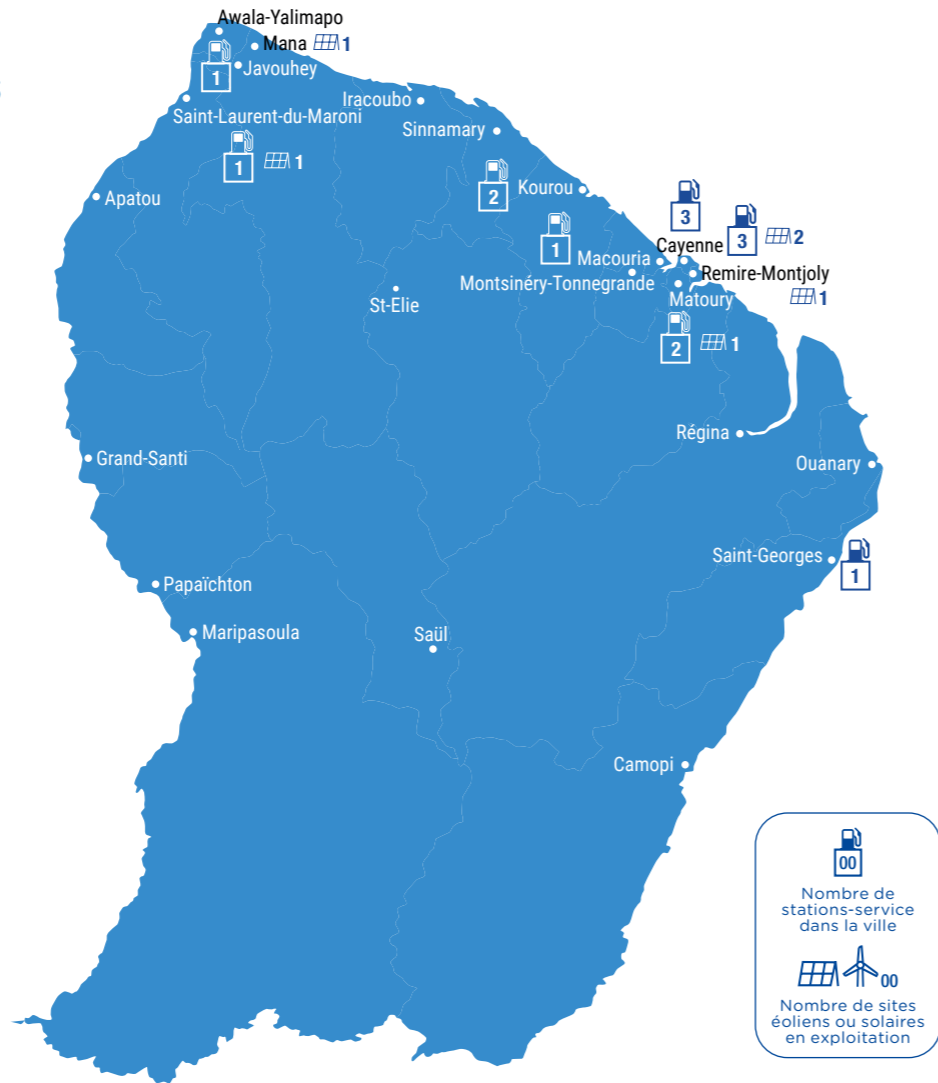 Awala-Yalimapo
Mana 1
1
Javouhey
Iracoubo
Saint-Laurent-du-Maroni
Sinnamary
1 1
2
Kourou
Apatou
3
3 2
1
Cayenne
Macouria
Remire-Montjoly
Montsinéry-Tonnegrande
Matoury
1
St-Elie
2 1
Régina
Grand-Santi
Ouanary
Saint-Georges
1
Papaïchton
Maripasoula
Saül
Camopi
00
Nombre de
stations-service
dans la ville
00
Nombre de sites
éoliens ou solaires
en exploitation